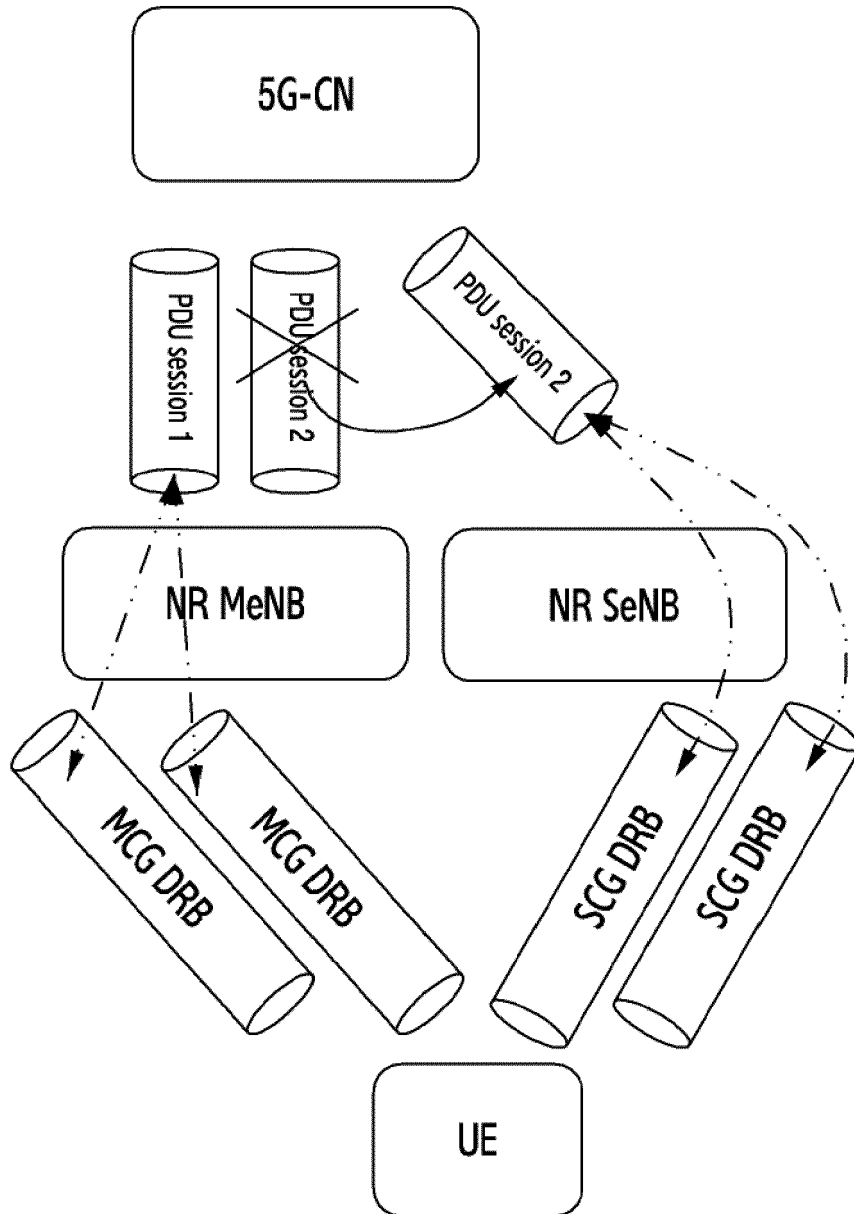 5G-CN
PDU session 1
PDU session 2
PDU session 2
NR MeNB
NR SeNB
MCG DRB
MCG DRB
SCG DRB
SCG DRB
UE